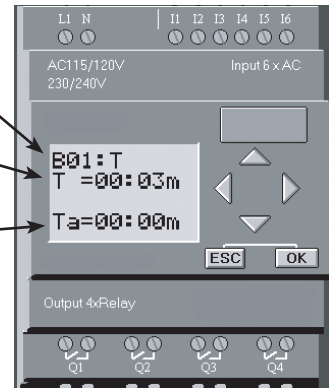 L1 N I1 I2 I3 I4 I5 I6
AC115/120V Input 6 x AC
230/240V
B01:T
T =00:03m
Ta=00:00m
ESC OK
Output 4xRelay
Q1 Q2 Q3 Q4